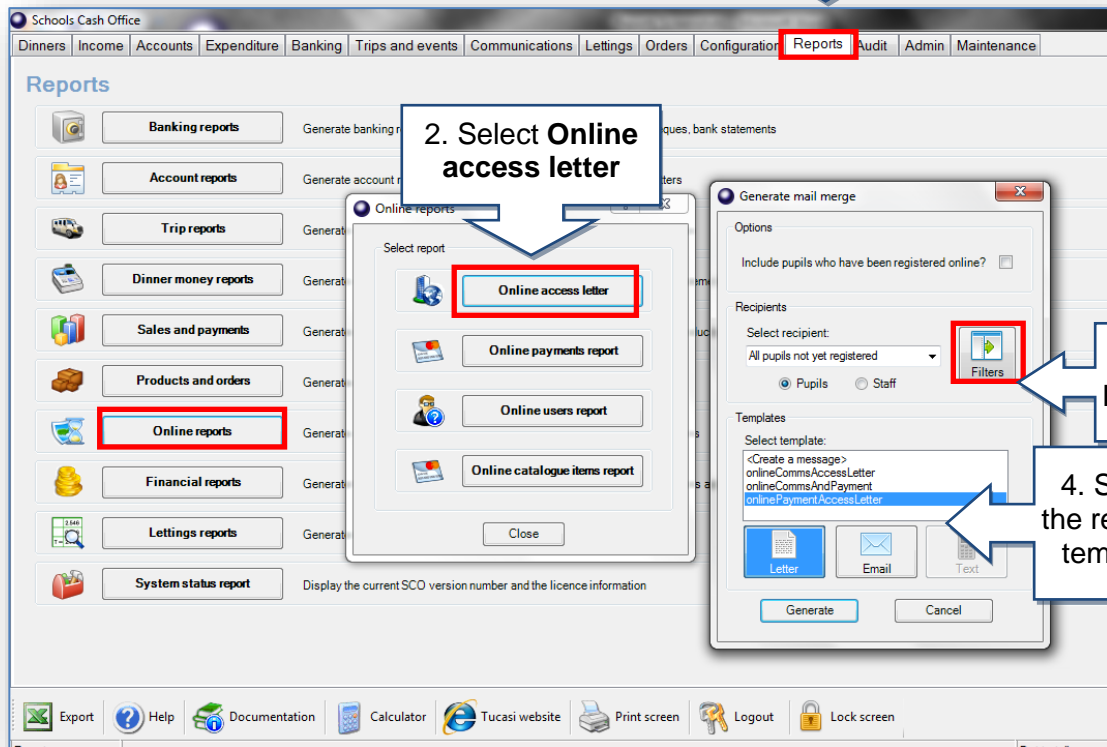 Schools Cash Office
Dinners Income Accounts Expenditure Banking Trips and events Communications Lettings Orders Configuration Reports Audit Admin Maintenance
Reports
Banking reports Generate banking r ques, bank statements
2. Select Online
access letter
Account reports Generate account r tters
Trip reports Generat
Dinner money reports Generat
Sales and payments Generat
Products and orders Generat
Online reports Generat
Financial reports Generat
Lettings reports Generat
System status report Display the current SCO version number and the licence information
Online reports
Select report
Online access letter
Online payments report
Online users report
Online catalogue items report
Close
Generate mail merge
Options
Include pupils who have been registered online?
Recipients
Select recipient:
All pupils not yet registered
Filters
Pupils Staff
Templates
Select template:
<Create a message>
onlineCommsAccessLetter
onlineCommsAndPayment
onlinePaymentAccessLetter
Letter Email Text
Generate Cancel
4. S
the re
tem
Export Help Documentation Calculator Tucasi website Print screen Logout Lock screen